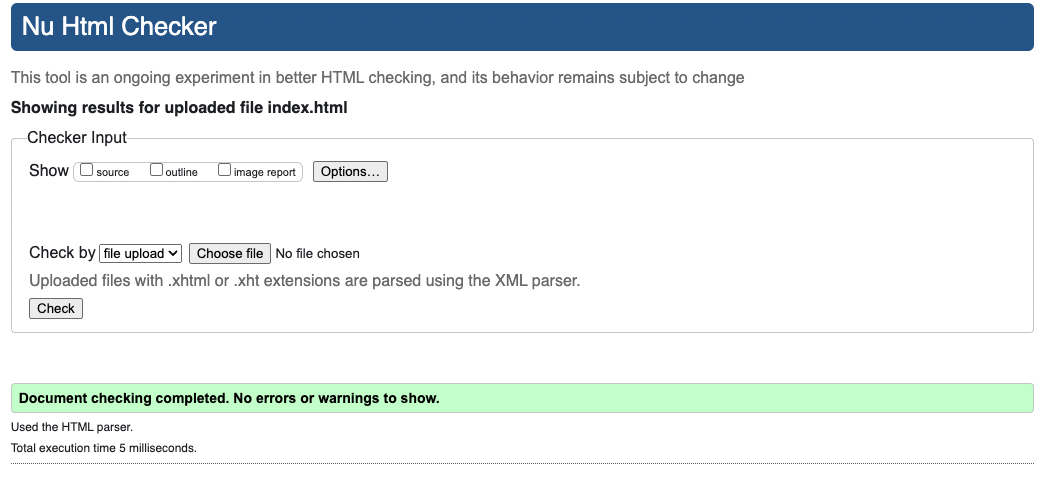 Nu Html Checker
This tool is an ongoing experiment in better HTML checking, and its behavior remains subject to change
Showing results for uploaded file index.html
Checker Input
Show source outline image report Options...
Check by file upload Choose file No file chosen
Uploaded files with .xhtml or .xht extensions are parsed using the XML parser.
Check
Document checking completed. No errors or warnings to show.
Used the HTML parser.
Total execution time 5 milliseconds.